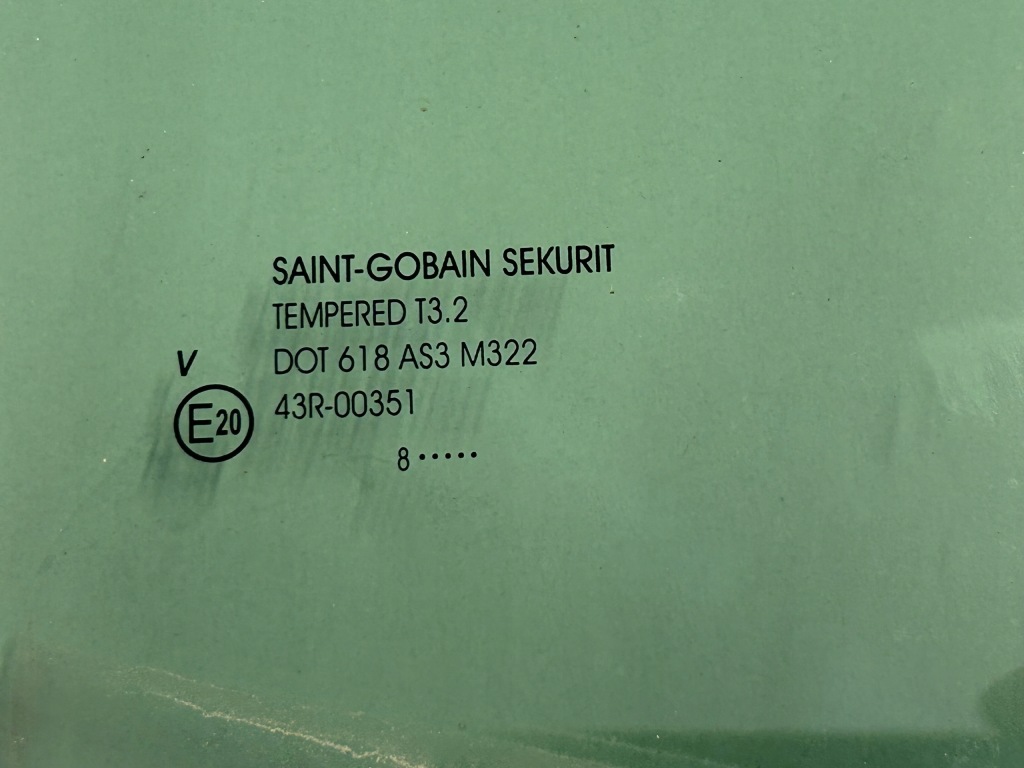 SAINT-GOBAIN SEKURIT
TEMPERED T3.2
V
DOT 618 AS3 M322
E20
43R-00351
8 •••••